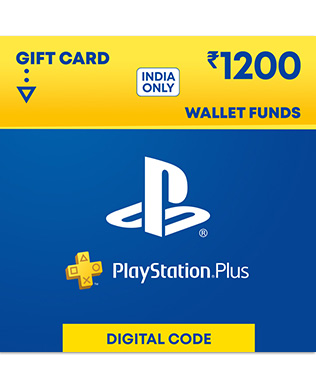 GIFT CARD
INDIA
ONLY
₹1200
WALLET FUNDS
®
PlayStation.Plus
DIGITAL CODE